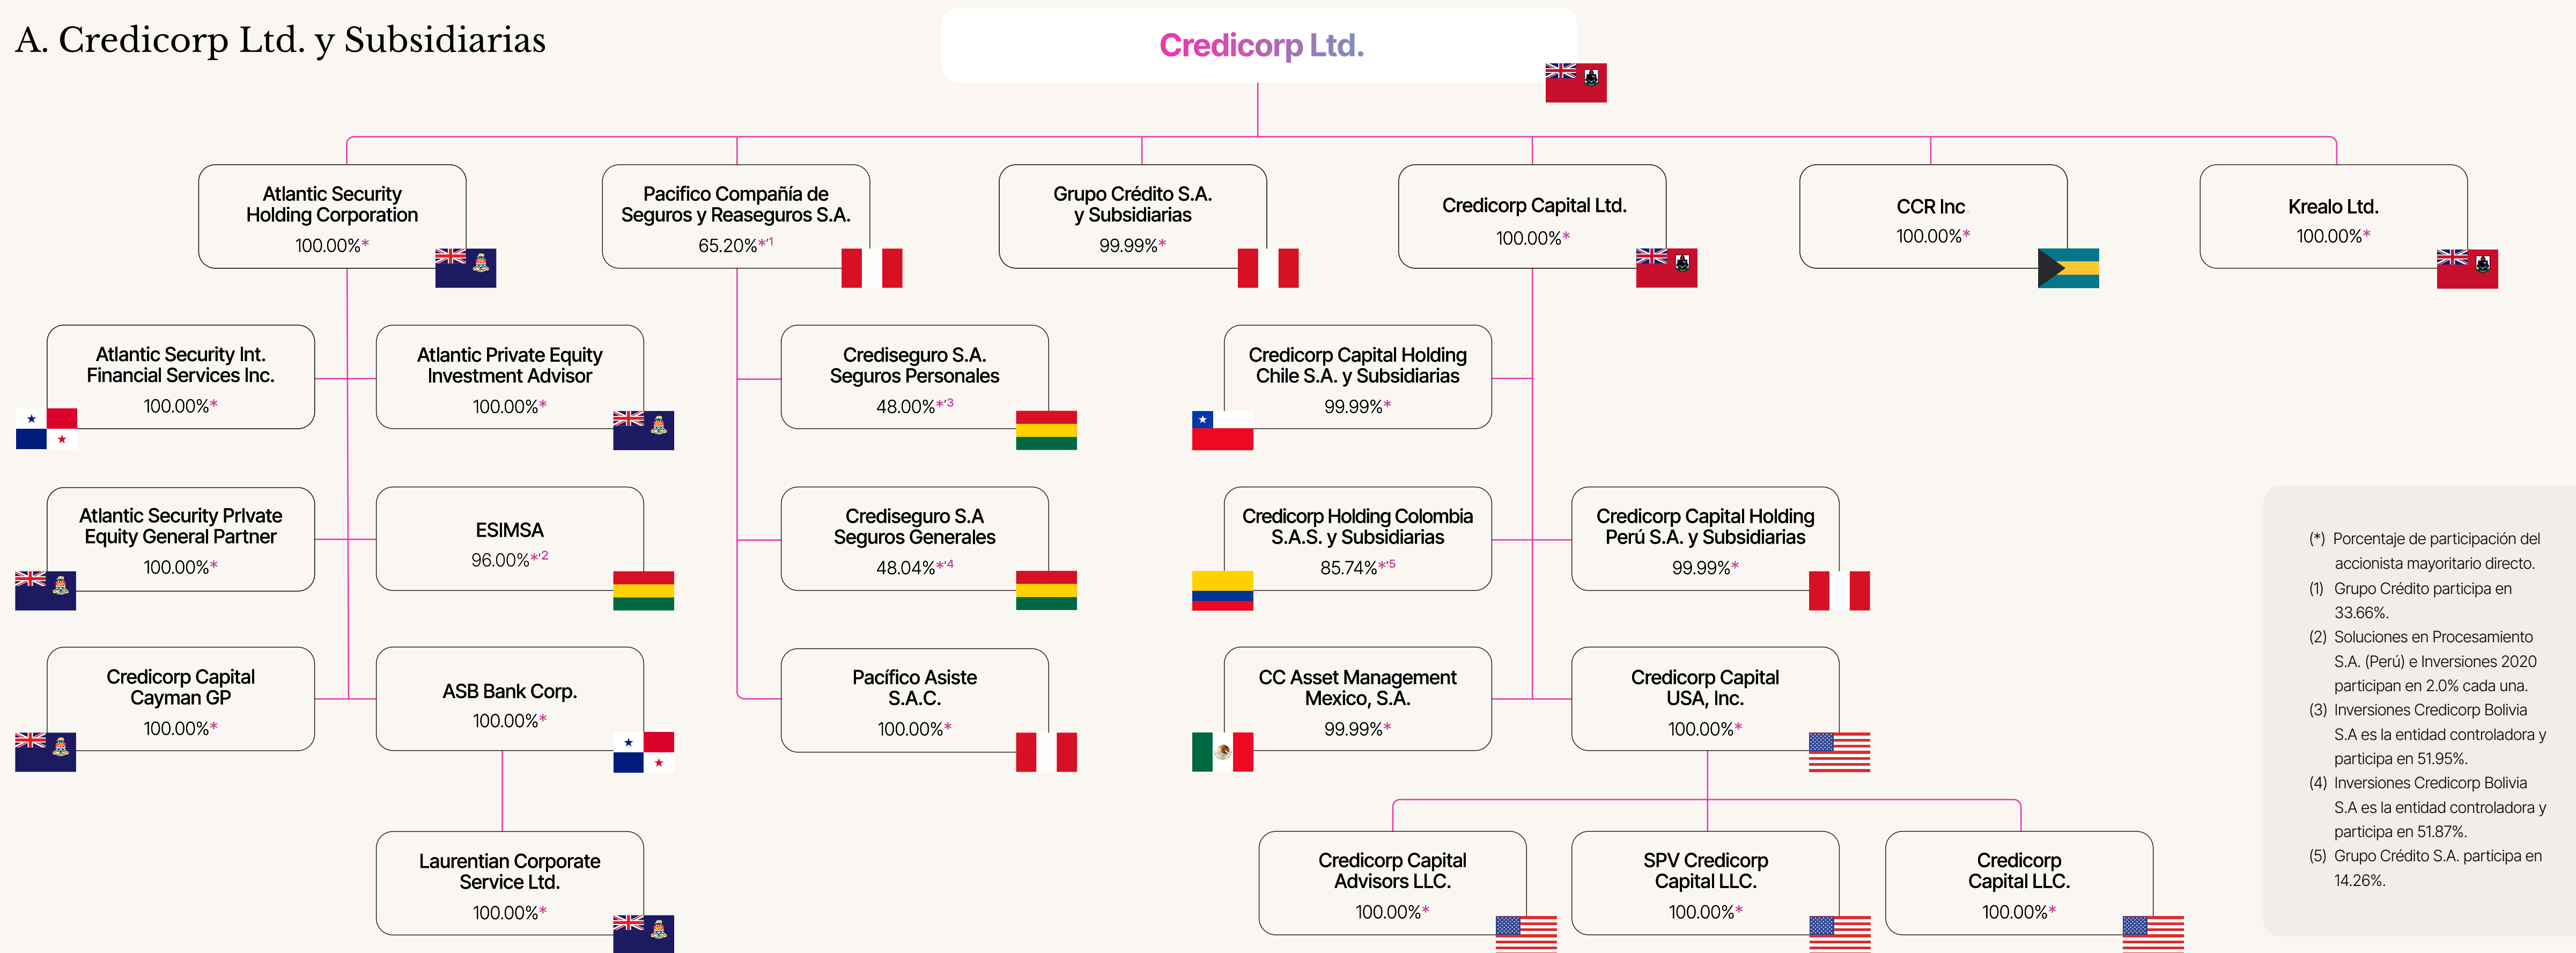 A. Credicorp Ltd. y Subsidiarias
Credicorp Ltd.
Atlantic Security
Holding Corporation
100.00%*
Pacifico Compañía de
Seguros y Reaseguros S.A.
65.20%*'1
Grupo Crédito S.A.
y Subsidiarias
99.99%*
Credicorp Capital Ltd.
100.00%*
CCR Inc
100.00%*
Krealo Ltd.
100.00%*
Atlantic Security Int.
Financial Services Inc.
100.00%*
Atlantic Private Equity
Investment Advisor
100.00%*
Crediseguro S.A.
Seguros Personales
48.00%*'3
Credicorp Capital Holding
Chile S.A. y Subsidiarias
99.99%*
Atlantic Security PrIvate
Equity General Partner
100.00%*
ESIMSA
96.00%*'2
Crediseguro S.A
Seguros Generales
48.04%*'4
Credicorp Holding Colombia
S.A.S. y Subsidiarias
85.74%*'5
Credicorp Capital Holding
Perú S.A. y Subsidiarias
99.99%*
Credicorp Capital
Cayman GP
100.00%*
ASB Bank Corp.
100.00%*
Pacífico Asiste
S.A.C.
100.00%*
CC Asset Management
Mexico, S.A.
99.99%*
Credicorp Capital
USA, Inc.
100.00%*
Laurentian Corporate
Service Ltd.
100.00%*
Credicorp Capital
Advisors LLC.
100.00%*
SPV Credicorp
Capital LLC.
100.00%*
Credicorp
Capital LLC.
100.00%*
(*) Porcentaje de participación del
accionista mayoritario directo.
(1) Grupo Crédito participa en
33.66%.
(2) Soluciones en Procesamiento
S.A. (Perú) e Inversiones 2020
participan en 2.0% cada una.
(3) Inversiones Credicorp Bolivia
S.A es la entidad controladora y
participa en 51.95%.
(4) Inversiones Credicorp Bolivia
S.A es la entidad controladora y
participa en 51.87%.
(5) Grupo Crédito S.A. participa en
14.26%.